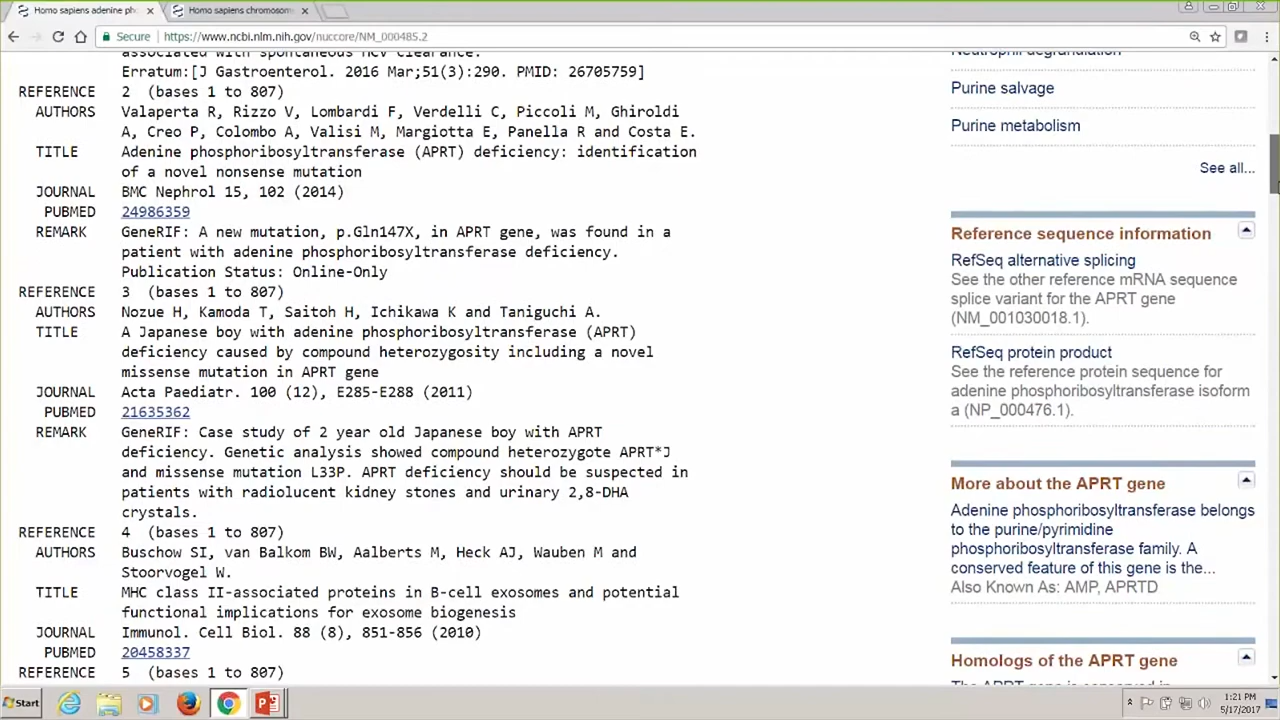 Homo sapiens adenine pho
Homo sapiens chromosome
Secure
https://www.ncbi.nlm.nih.gov/nuccore/NM_000485.2
associated with spontaneous HCV clearance.
Erratum:[J Gastroenterol. 2016 Mar;51(3):290. PMID: 26705759]
REFERENCE 2 (bases 1 to 807)
AUTHORS Valaperta R, Rizzo V, Lombardi F, Verdelli C, Piccoli M, Ghiroldi
A, Creo P, Colombo A, Valisi M, Margiotta E, Panella R and Costa E.
TITLE Adenine phosphoribosyltransferase (APRT) deficiency: identification
of a novel nonsense mutation
JOURNAL BMC Nephrol 15, 102 (2014)
PUBMED 24986359
REMARK GeneRIF: A new mutation, p.Gln147X, in APRT gene, was found in a
patient with adenine phosphoribosyltransferase deficiency.
Publication Status: Online-Only
REFERENCE 3 (bases 1 to 807)
AUTHORS Nozue H, Kamoda T, Saitoh H, Ichikawa K and Taniguchi A.
TITLE A Japanese boy with adenine phosphoribosyltransferase (APRT)
deficiency caused by compound heterozygosity including a novel
missense mutation in APRT gene
JOURNAL Acta Paediatr. 100 (12), E285-E288 (2011)
PUBMED 21635362
REMARK GeneRIF: Case study of 2 year old Japanese boy with APRT
deficiency. Genetic analysis showed compound heterozygote APRT*J
and missense mutation L33P. APRT deficiency should be suspected in
patients with radiolucent kidney stones and urinary 2,8-DHA
crystals.
REFERENCE 4 (bases 1 to 807)
AUTHORS Buschow SI, van Balkom BW, Aalberts M, Heck AJ, Wauben M and
Stoorvogel W.
TITLE MHC class II-associated proteins in B-cell exosomes and potential
functional implications for exosome biogenesis
JOURNAL Immunol. Cell Biol. 88 (8), 851-856 (2010)
PUBMED 20458337
REFERENCE 5 (bases 1 to 807)
Neutrophil degranulation
Purine salvage
Purine metabolism
See all...
Reference sequence information
RefSeq alternative splicing
See the other reference mRNA sequence
splice variant for the APRT gene
(NM_001030018.1).
RefSeq protein product
See the reference protein sequence for
adenine phosphoribosyltransferase isoform
a (NP_000476.1).
More about the APRT gene
Adenine phosphoribosyltransferase belongs
to the purine/pyrimidine
phosphoribosyltransferase family. A
conserved feature of this gene is the...
Also Known As: AMP, APRTD
Homologs of the APRT gene
The APRT gene is conserved in
Start
1:21 PM
5/17/2017